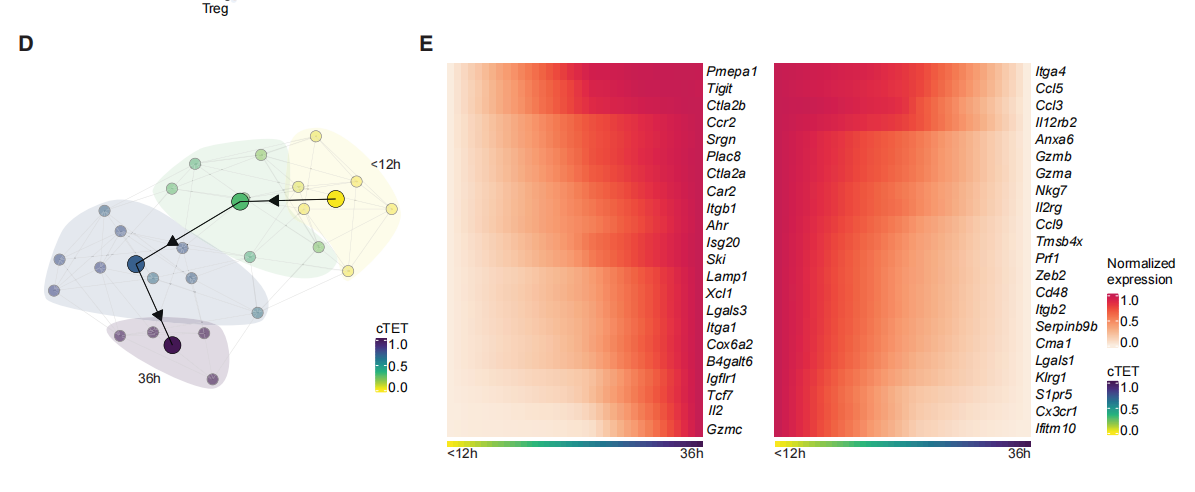 Treg
D
E
<12h
36h
cTET
1.0
0.5
0.0
Pmepa1
Tigit
Ctla2b
Ccr2
Srgn
Plac8
Ctla2a
Car2
Itgb1
Ahr
Isg20
Ski
Lamp1
Xcl1
Lgals3
Itga1
Cox6a2
B4galt6
Igflr1
Tcf7
Il2
Gzmc
<12h
36h
Itga4
Ccl5
Ccl3
Il12rb2
Anxa6
Gzmb
Gzma
Nkg7
Il2rg
Ccl9
Tmsb4x
Prf1
Zeb2
Cd48
Itgb2
Serpinb9b
Cma1
Lgals1
Klrg1
S1pr5
Cx3cr1
Ifitm10
<12h
36h
Normalized
expression
1.0
0.5
0.0
cTET
1.0
0.5
0.0